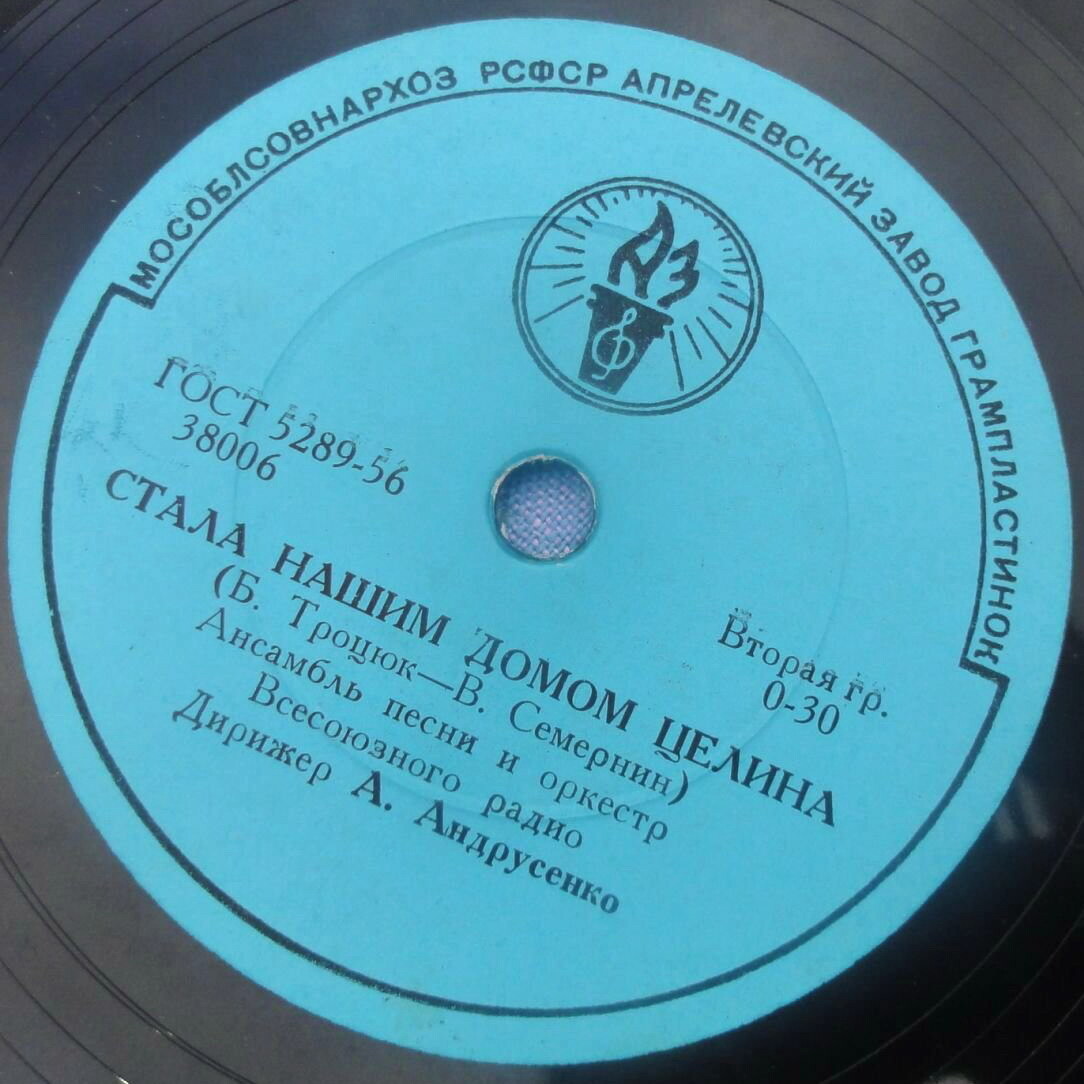 МОСОБЛСОВНАРХОЗ РСФСР АПРЕЛЕВСКИЙ ЗАВОД ГРАМПЛАСТИНОК
АЗ
ГОСТ 5289-56
38006
Вторая гр.
0-30
СТАЛА НАШИМ ДОМОМ ЦЕЛИНА
(Б. Троцюк—В. Семернин)
Ансамбль песни и оркестр
Всесоюзного радио
Дирижер А. Андрусенко